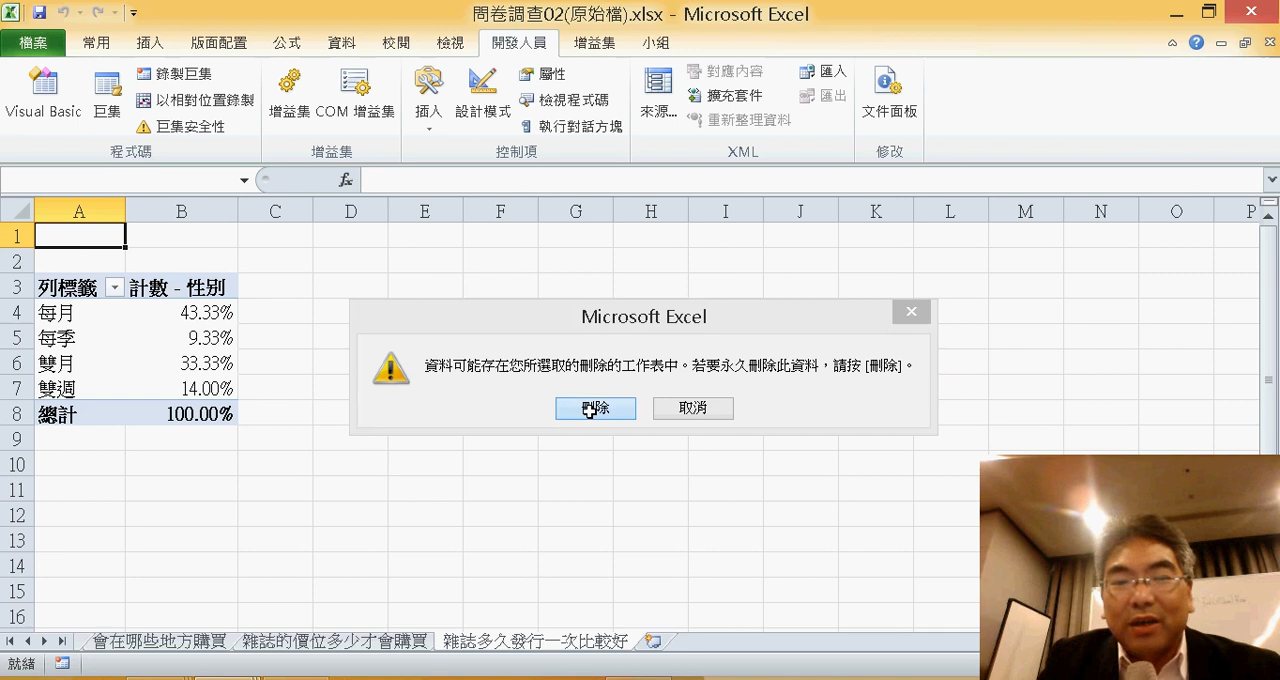 問卷調查02(原始檔).xlsx - Microsoft Excel
檔案 常用 插入 版面配置 公式 資料 校閱 檢視 開發人員 增益集 小組
Visual Basic 巨集 錄製巨集 以相對位置錄製 巨集安全性 程式碼
增益集 COM 增益集 增益集
插入 設計模式 屬性 檢視程式碼 執行對話方塊 控制項
來源... 對應內容 擴充套件 重新整理資料 匯入 匯出 XML
文件面板 修改
fx
A B C D E F G H I J K L M N O P
1
2
3 列標籤 計數 - 性別
4 每月 43.33%
5 每季 9.33%
6 雙月 33.33%
7 雙週 14.00%
8 總計 100.00%
9
10
11
12
13
14
15
16
Microsoft Excel
資料可能存在您所選取的刪除的工作表中。若要永久刪除此資料，請按 [刪除]。
刪除 取消
會在哪些地方購買 雜誌的價位多少才會購買 雜誌多久發行一次比較好
就緒